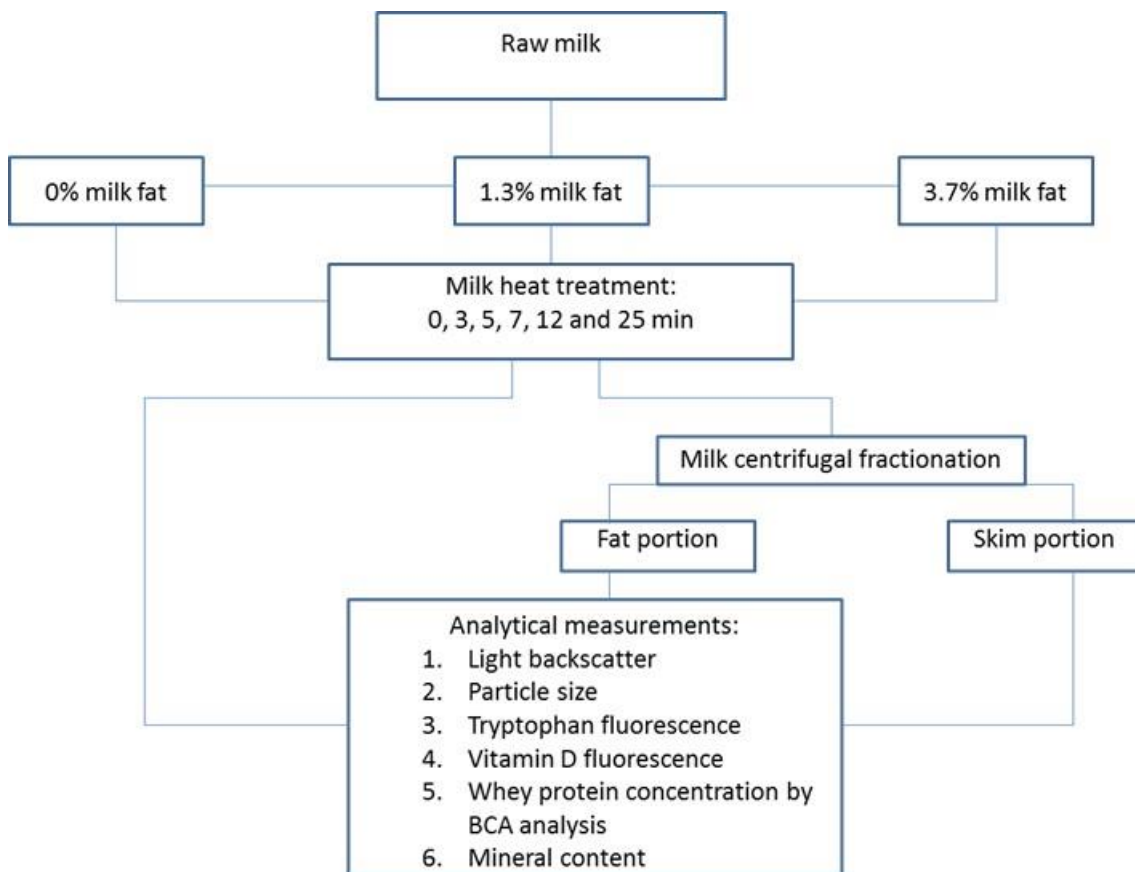 Raw milk
0% milk fat
1.3% milk fat
3.7% milk fat
Milk heat treatment:
0, 3, 5, 7, 12 and 25 min
Milk centrifugal fractionation
Fat portion
Skim portion
Analytical measurements:
1. Light backscatter
2. Particle size
3. Tryptophan fluorescence
4. Vitamin D fluorescence
5. Whey protein concentration by
BCA analysis
6. Mineral content